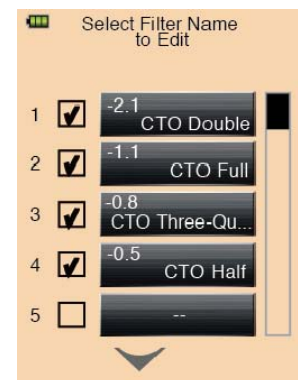 Select Filter Name
to Edit
1 -2.1
CTO Double
2 -1.1
CTO Full
3 -0.8
CTO Three-Qu...
4 -0.5
CTO Half
5 --